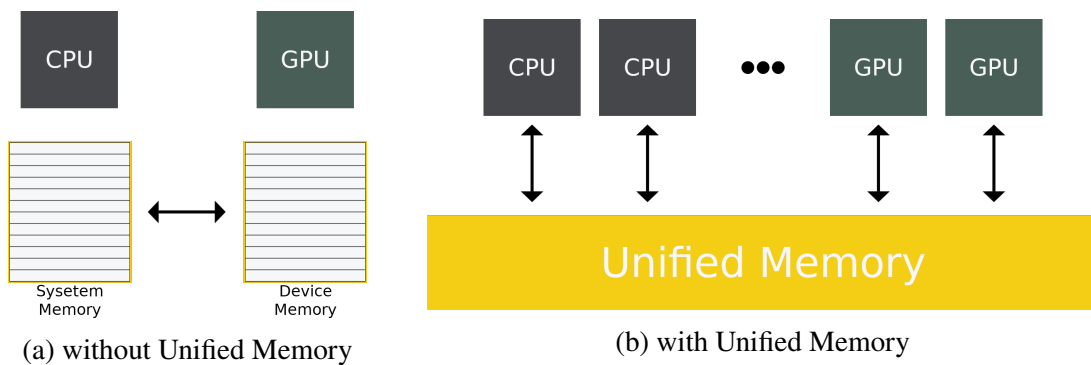 CPU
GPU
Sysetem
Memory
Device
Memory
(a) without Unified Memory
CPU
CPU
GPU
GPU
Unified Memory
(b) with Unified Memory